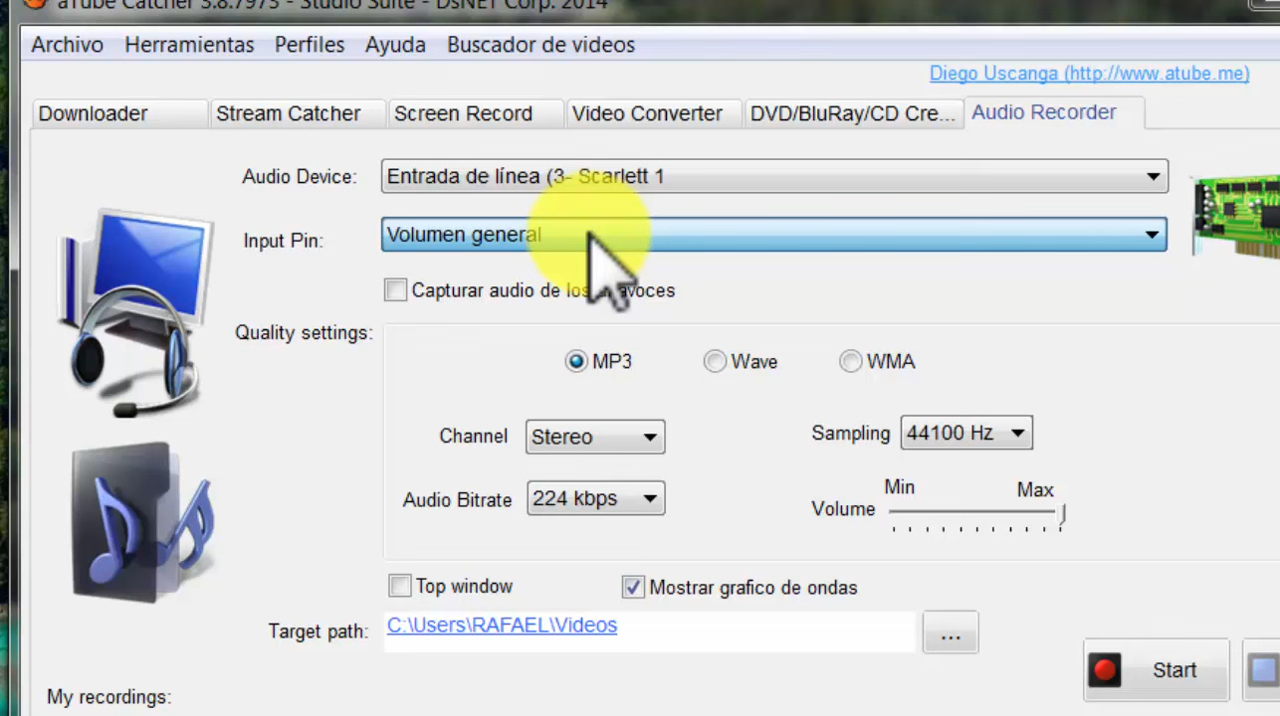 aTube Catcher 3.8.7973 - Studio Suite - DsNET Corp. 2014
Archivo Herramientas Perfiles Ayuda Buscador de videos
Diego Uscanga (http://www.atube.me)
Downloader Stream Catcher Screen Record Video Converter DVD/BluRay/CD Cre... Audio Recorder
Audio Device: Entrada de línea (3- Scarlett 1
Input Pin: Volumen general
Capturar audio de los
Quality settings:
MP3 Wave WMA
Channel Stereo Sampling 44100 Hz
Min Max
Audio Bitrate 224 kbps Volume
Top window Mostrar grafico de ondas
Target path: C:\Users\RAFAEL\Videos ...
Start
My recordings: